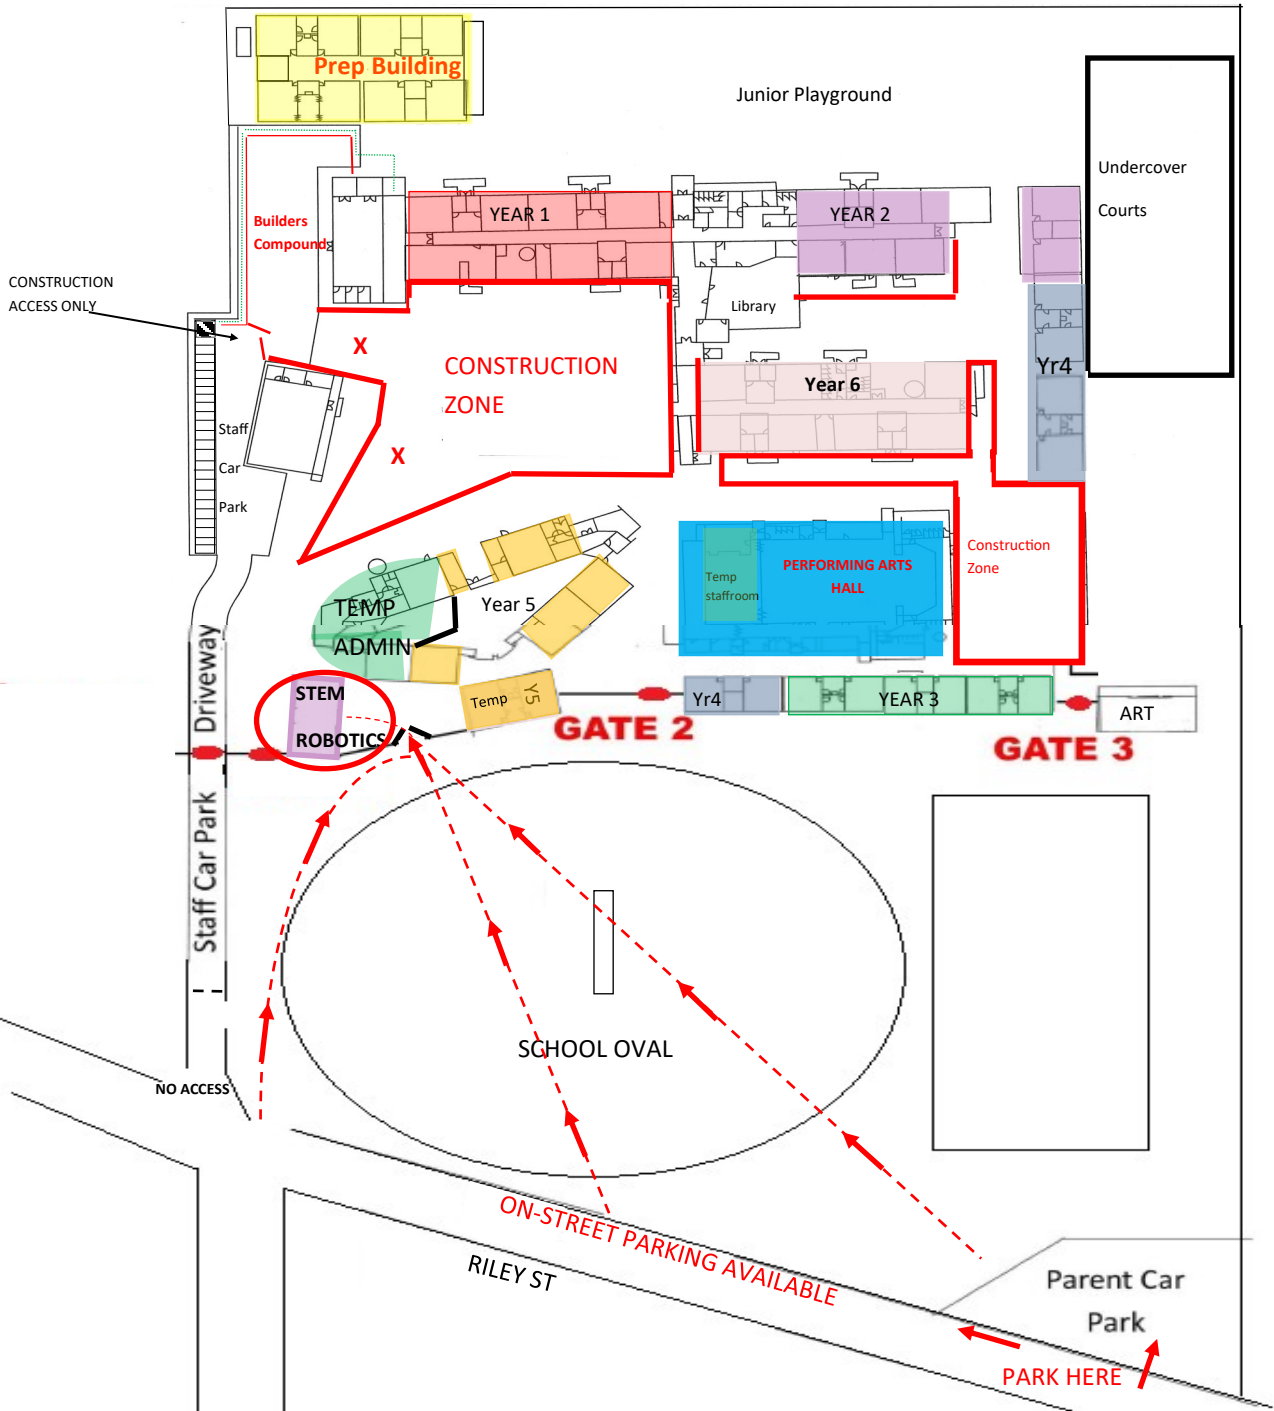 Prep Building
Junior Playground
Undercover
Courts
YEAR 1
YEAR 2
Builders
Compound
CONSTRUCTION
ACCESS ONLY
Library
X
CONSTRUCTION
ZONE
Year 6
Yr4
Staff
Car
Park
X
Construction
Zone
PERFORMING ARTS
HALL
Temp
staffroom
Year 5
TEMP
ADMIN
STEM
ROBOTICS
Temp
Y5
Yr4
YEAR 3
ART
GATE 2
GATE 3
Driveway
Staff Car Park
SCHOOL OVAL
NO ACCESS
ON-STREET PARKING AVAILABLE
RILEY ST
Parent Car
Park
PARK HERE